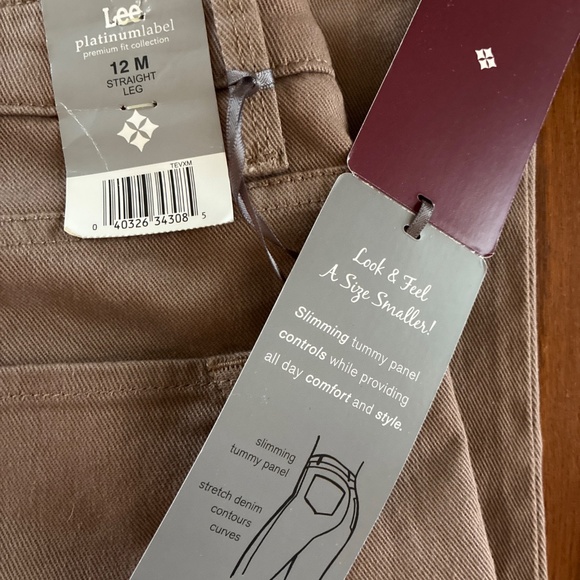 Lee
platinumlabel
premium fit collection
12 M
STRAIGHT
LEG
TEVXM
0 40326 34308 5
Look & Feel
A Size Smaller!
Slimming tummy panel
controls while providing
all day comfort and style.
slimming
tummy panel
stretch denim
contours
curves